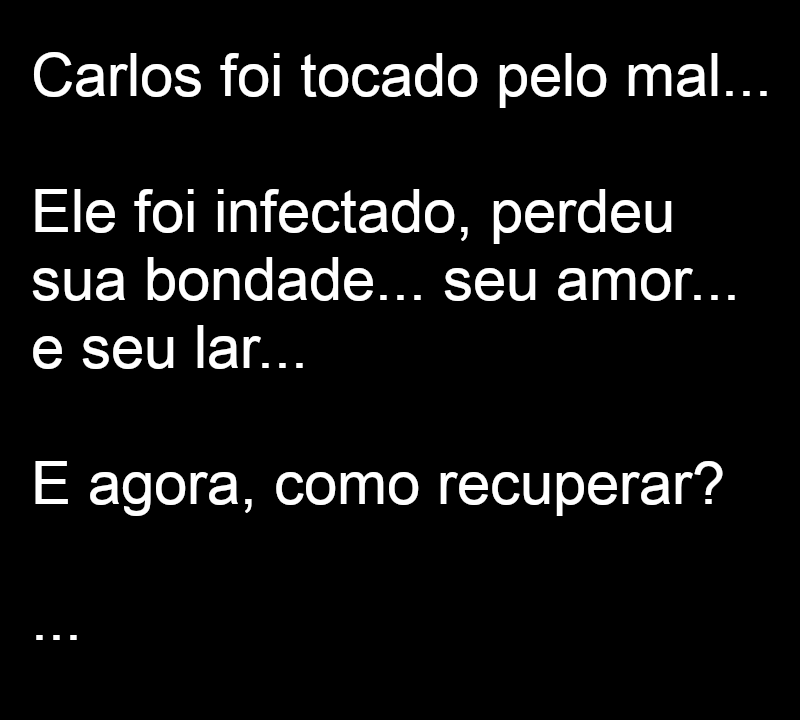 Carlos foi tocado pelo mal...
Ele foi infectado, perdeu
sua bondade... seu amor...
e seu lar...
E agora, como recuperar?
...